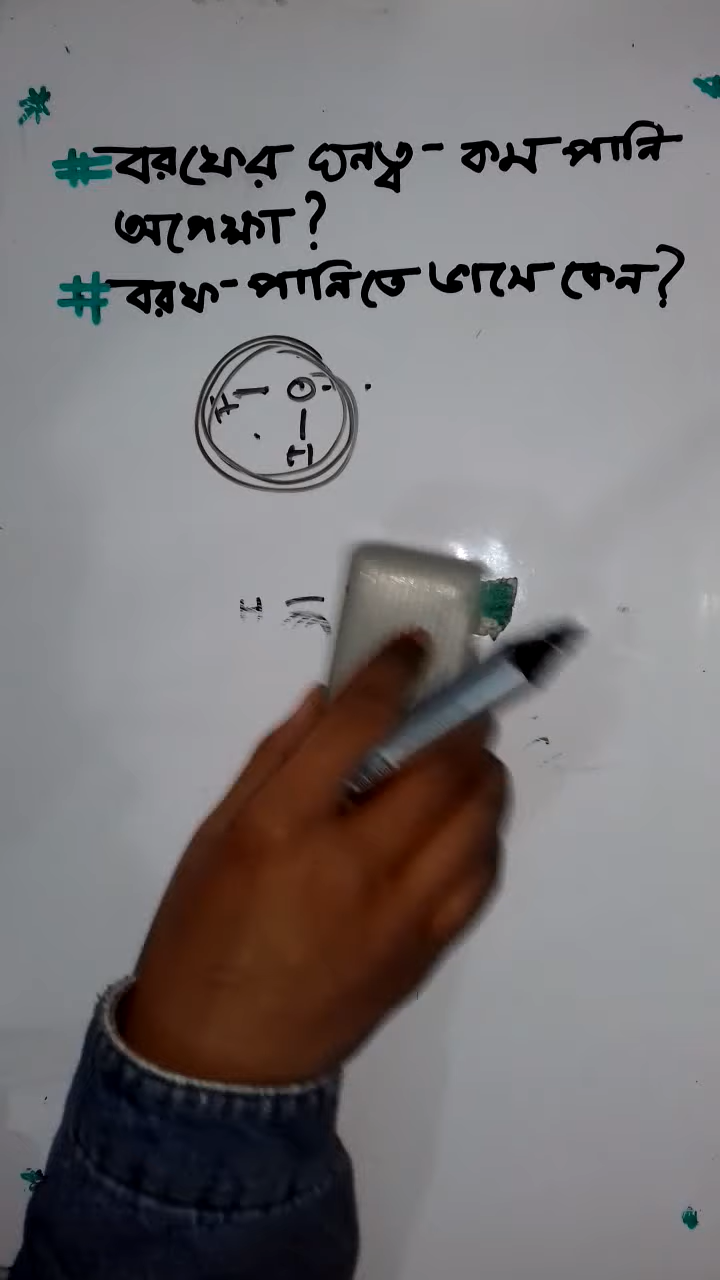 # বরফের ঘনত্ব - কম পানি
অপেক্ষা?
# বরফ - পানিতে ভাসে কেন?
H — O
H
H